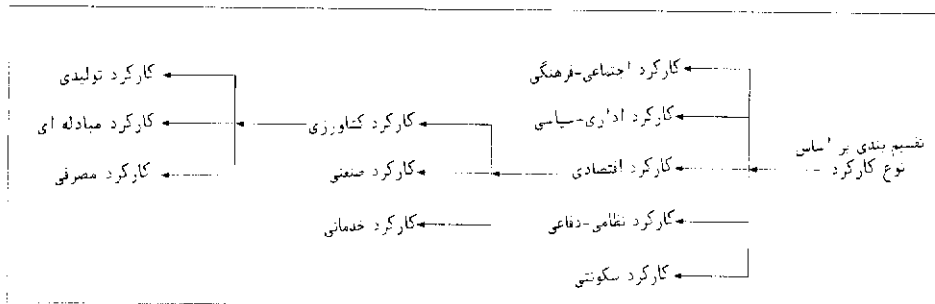 تقسیم بندی بر اساس
نوع کارکرد
کارکرد اجتماعی-فرهنگی
کارکرد اداری-سیاسی
کارکرد اقتصادی
کارکرد نظامی-دفاعی
کارکرد سکونتی
کارکرد کشاورزی
کارکرد صنعتی
کارکرد خدماتی
کارکرد تولیدی
کارکرد مبادله ای
کارکرد مصرفی